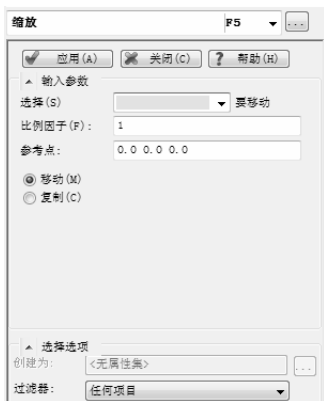 缩放 F5 ...
应用(A) 关闭(C) ? 帮助(H)
输入参数
选择(S) 要移动
比例因子(F): 1
参考点: 0.0 0.0 0.0
移动(M)
复制(C)
选择选项
创建为: <无属性集> ...
过滤器: 任何项目